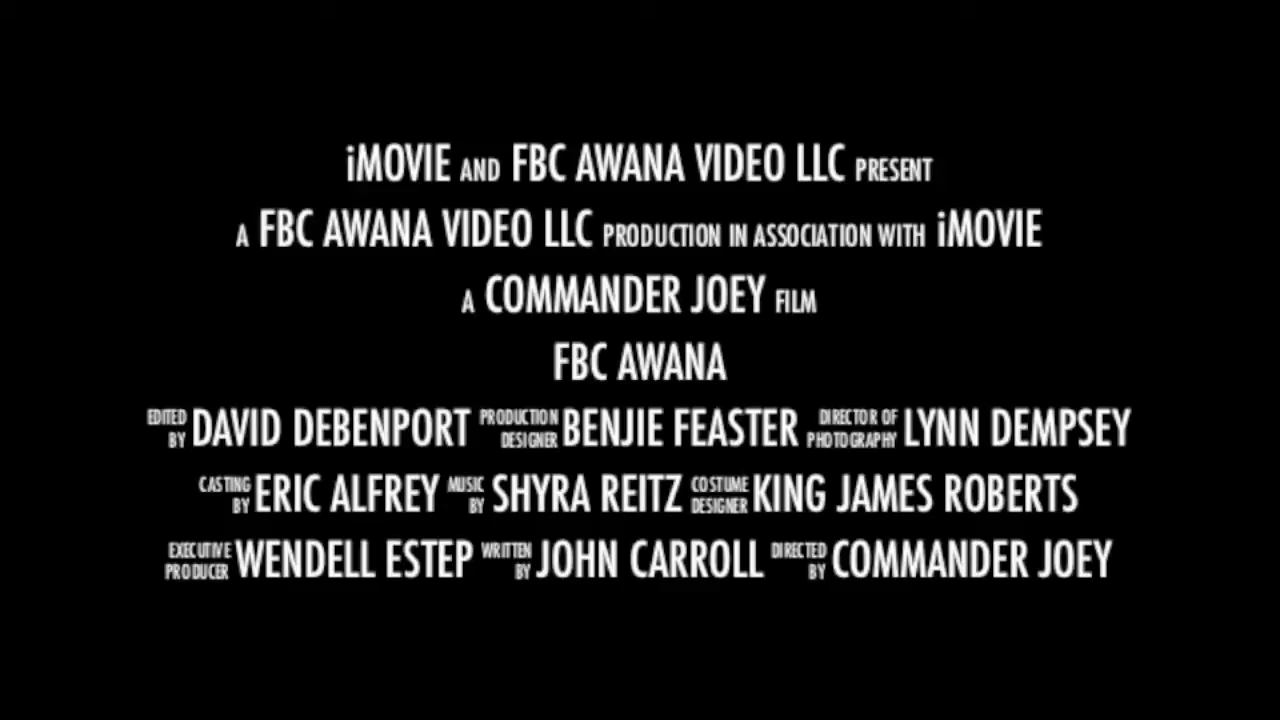 iMOVIE AND FBC AWANA VIDEO LLC PRESENT
A FBC AWANA VIDEO LLC PRODUCTION IN ASSOCIATION WITH iMOVIE
A COMMANDER JOEY FILM
FBC AWANA
EDITED BY DAVID DEBENPORT PRODUCTION DESIGNER BENJIE FEASTER DIRECTOR OF PHOTOGRAPHY LYNN DEMPSEY
CASTING BY ERIC ALFREY MUSIC BY SHYRA REITZ COSTUME DESIGNER KING JAMES ROBERTS
EXECUTIVE PRODUCER WENDELL ESTEP WRITTEN BY JOHN CARROLL DIRECTED BY COMMANDER JOEY